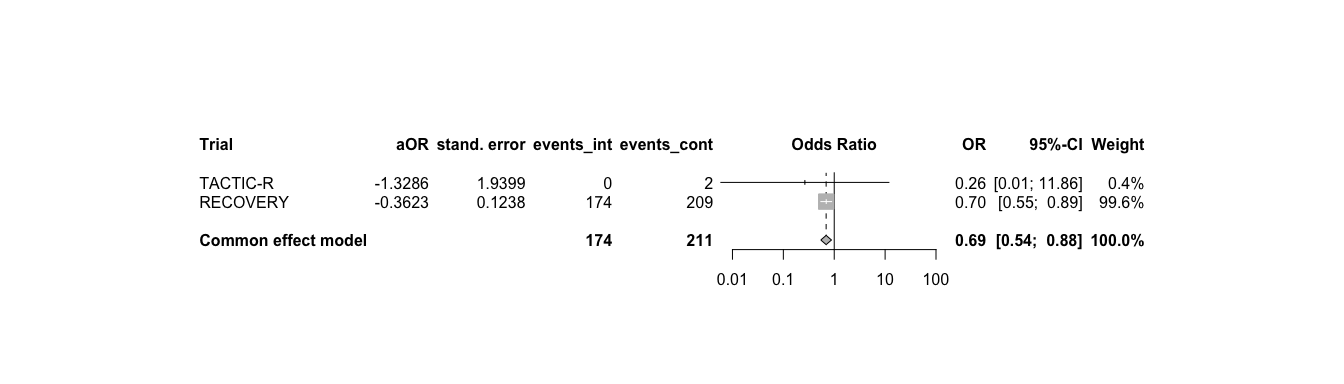 Trial aOR stand. error events_int events_cont Odds Ratio OR 95%-CI Weight
TACTIC-R -1.3286 1.9399 0 2 0.26 [0.01; 11.86] 0.4%
RECOVERY -0.3623 0.1238 174 209 0.70 [0.55; 0.89] 99.6%
Common effect model 174 211 0.69 [0.54; 0.88] 100.0%
0.01 0.1 1 10 100